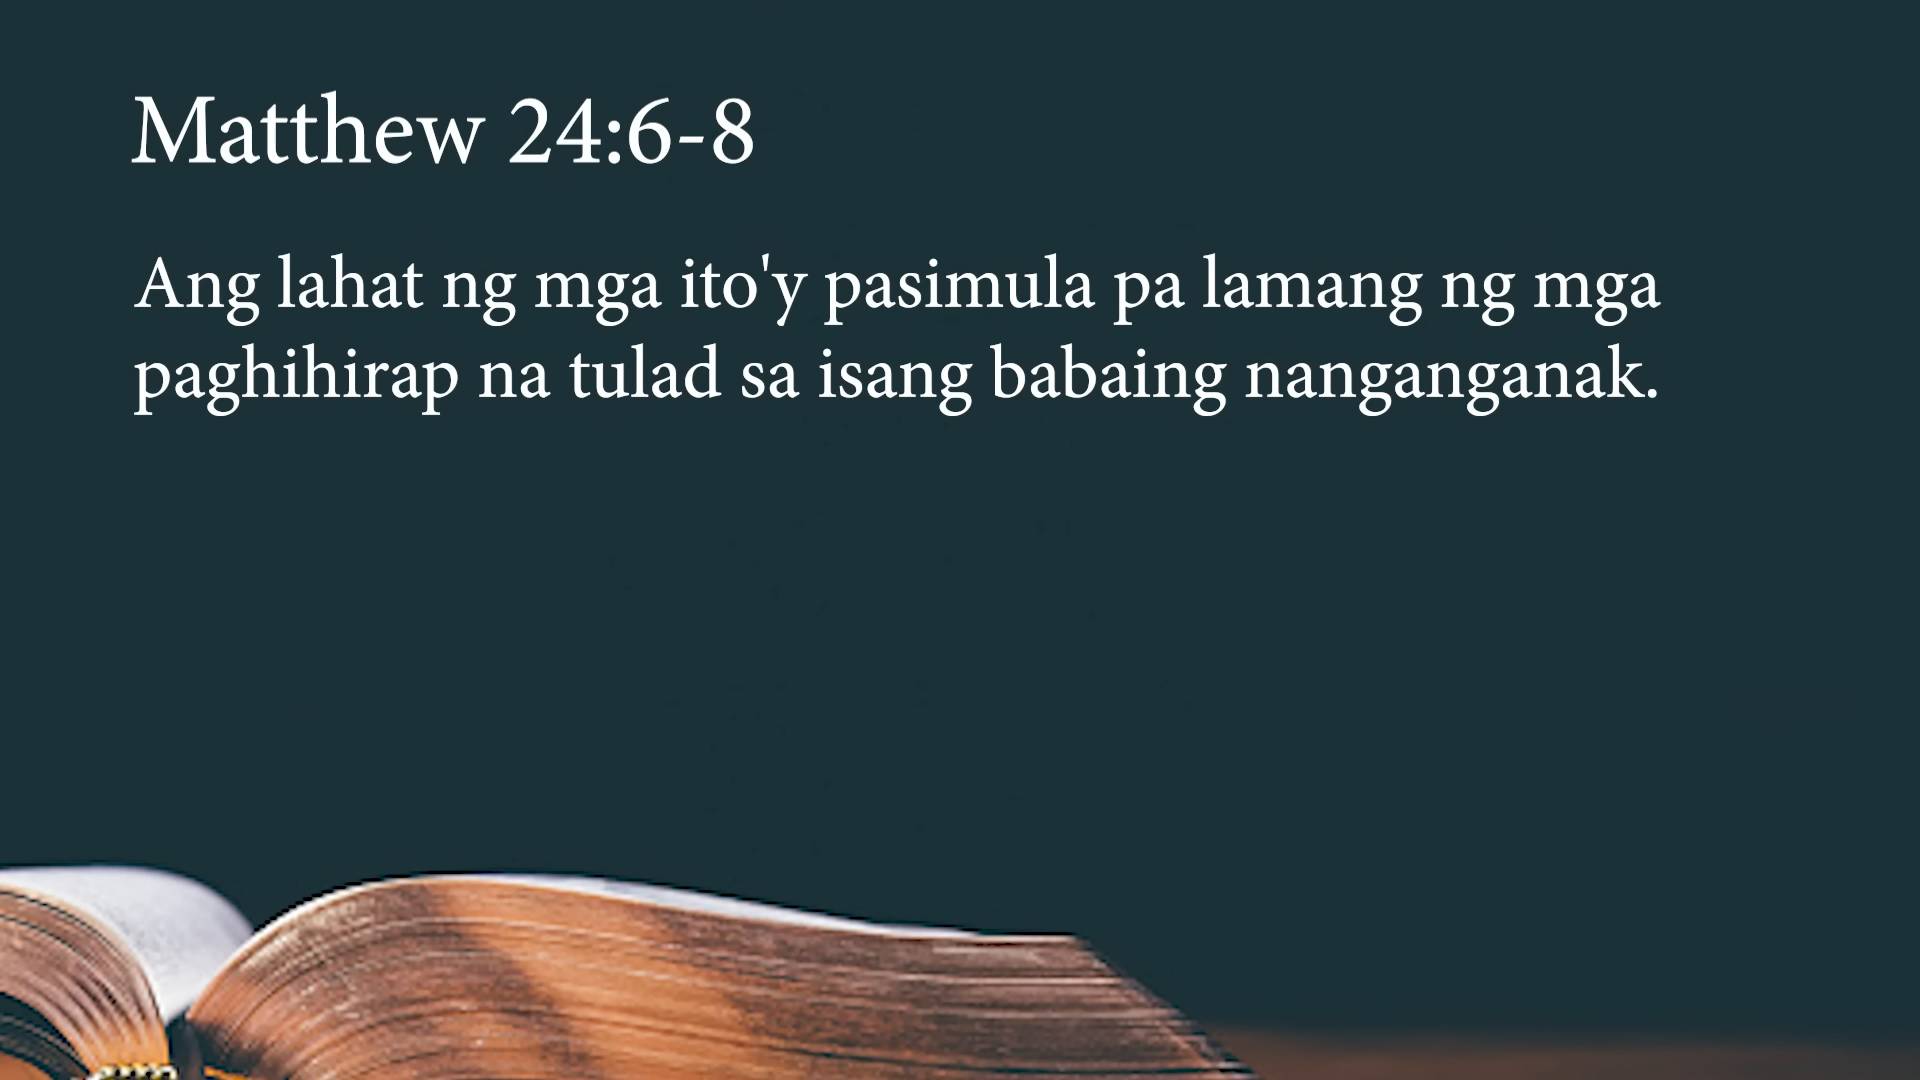 Matthew 24:6-8
Ang lahat ng mga ito'y pasimula pa lamang ng mga
paghihirap na tulad sa isang babaing nanganganak.